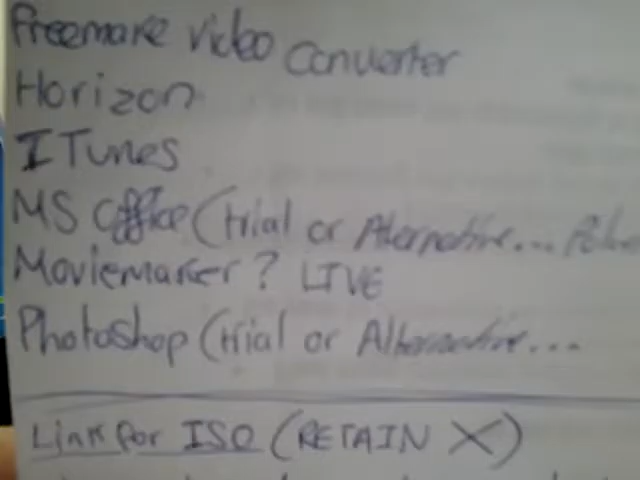 Freemake video converter
Horizon
ITunes
MS Office (trial or Alternative...
Moviemaker? LIVE
Photoshop (trial or Alternative...
Link for ISO (RETAIN X)